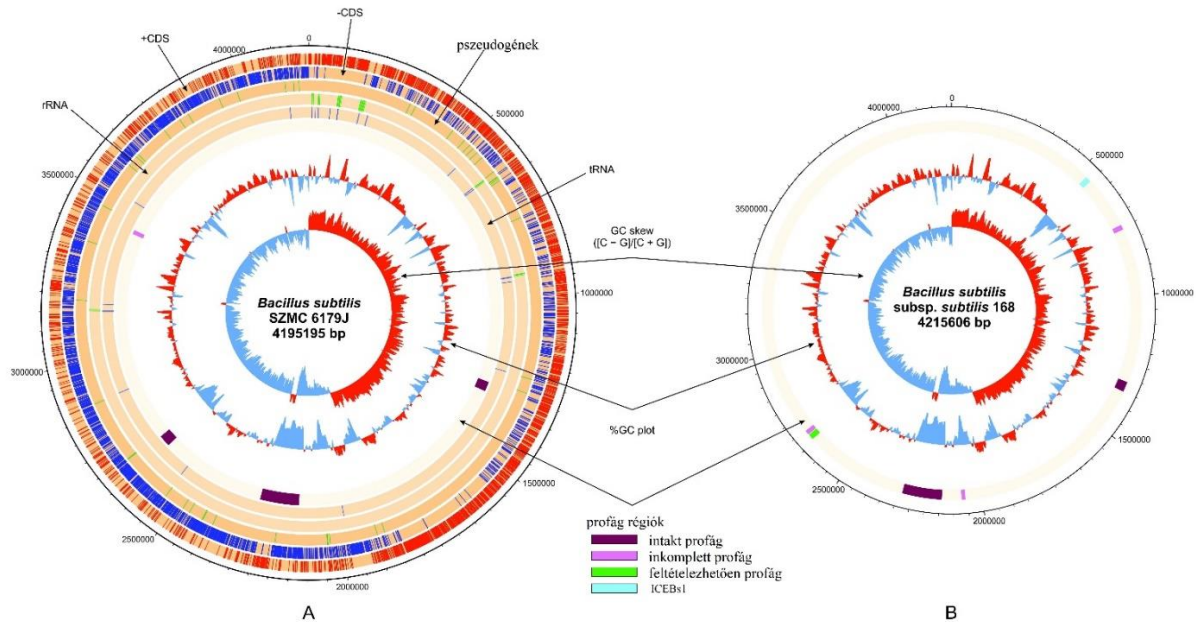 0
-CDS
+CDS
4000000
pszeudogének
rRNA
500000
3500000
tRNA
GC skew
([C − G]/[C + G])
Bacillus subtilis
SZMC 6179J
4195195 bp
1000000
3000000
%GC plot
1500000
2500000
2000000
A
0
4000000
500000
3500000
Bacillus subtilis
subsp. subtilis 168
4215606 bp
1000000
3000000
1500000
2500000
2000000
B
profág régiók
intakt profág
inkomplett profág
feltételezhetően profág
ICEBs1